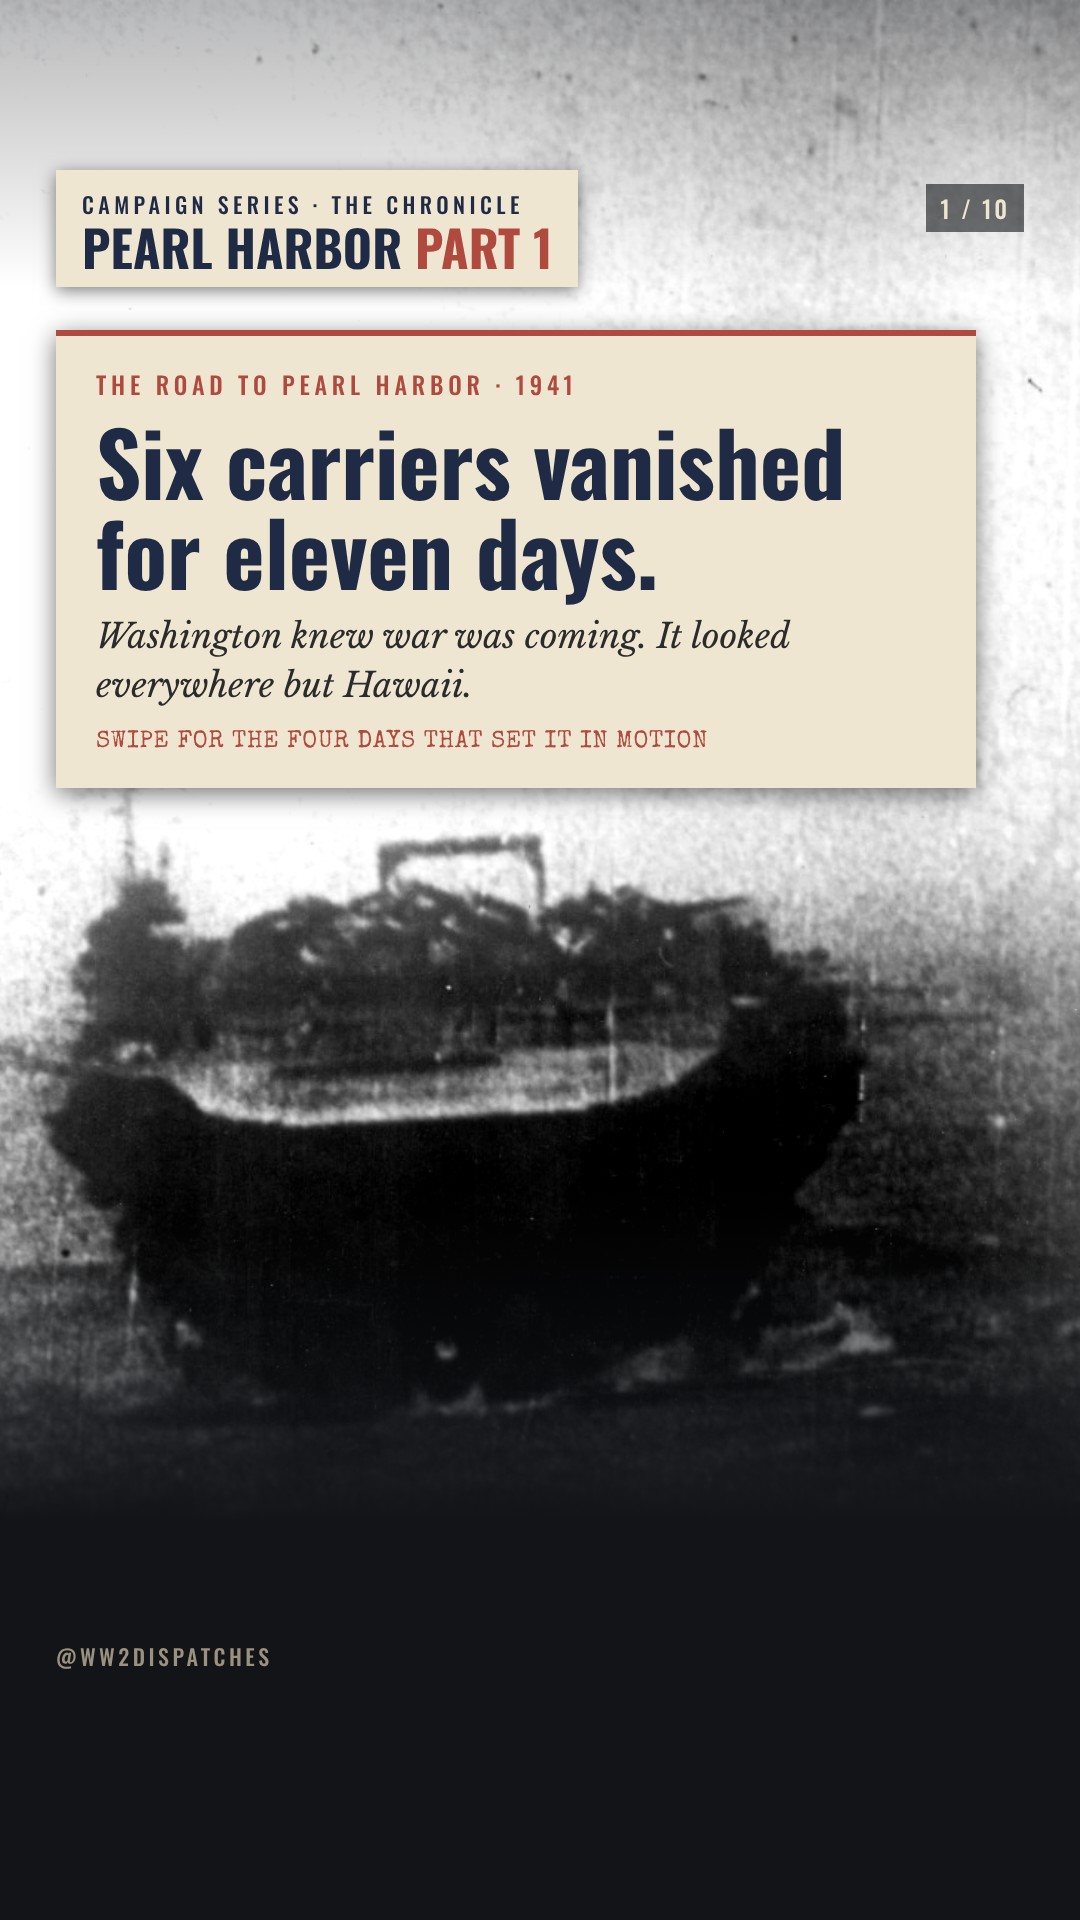 CAMPAIGN SERIES · THE CHRONICLE
PEARL HARBOR PART 1
1 / 10
THE ROAD TO PEARL HARBOR · 1941
Six carriers vanished
for eleven days.
Washington knew war was coming. It looked
everywhere but Hawaii.
SWIPE FOR THE FOUR DAYS THAT SET IT IN MOTION
@WW2DISPATCHES